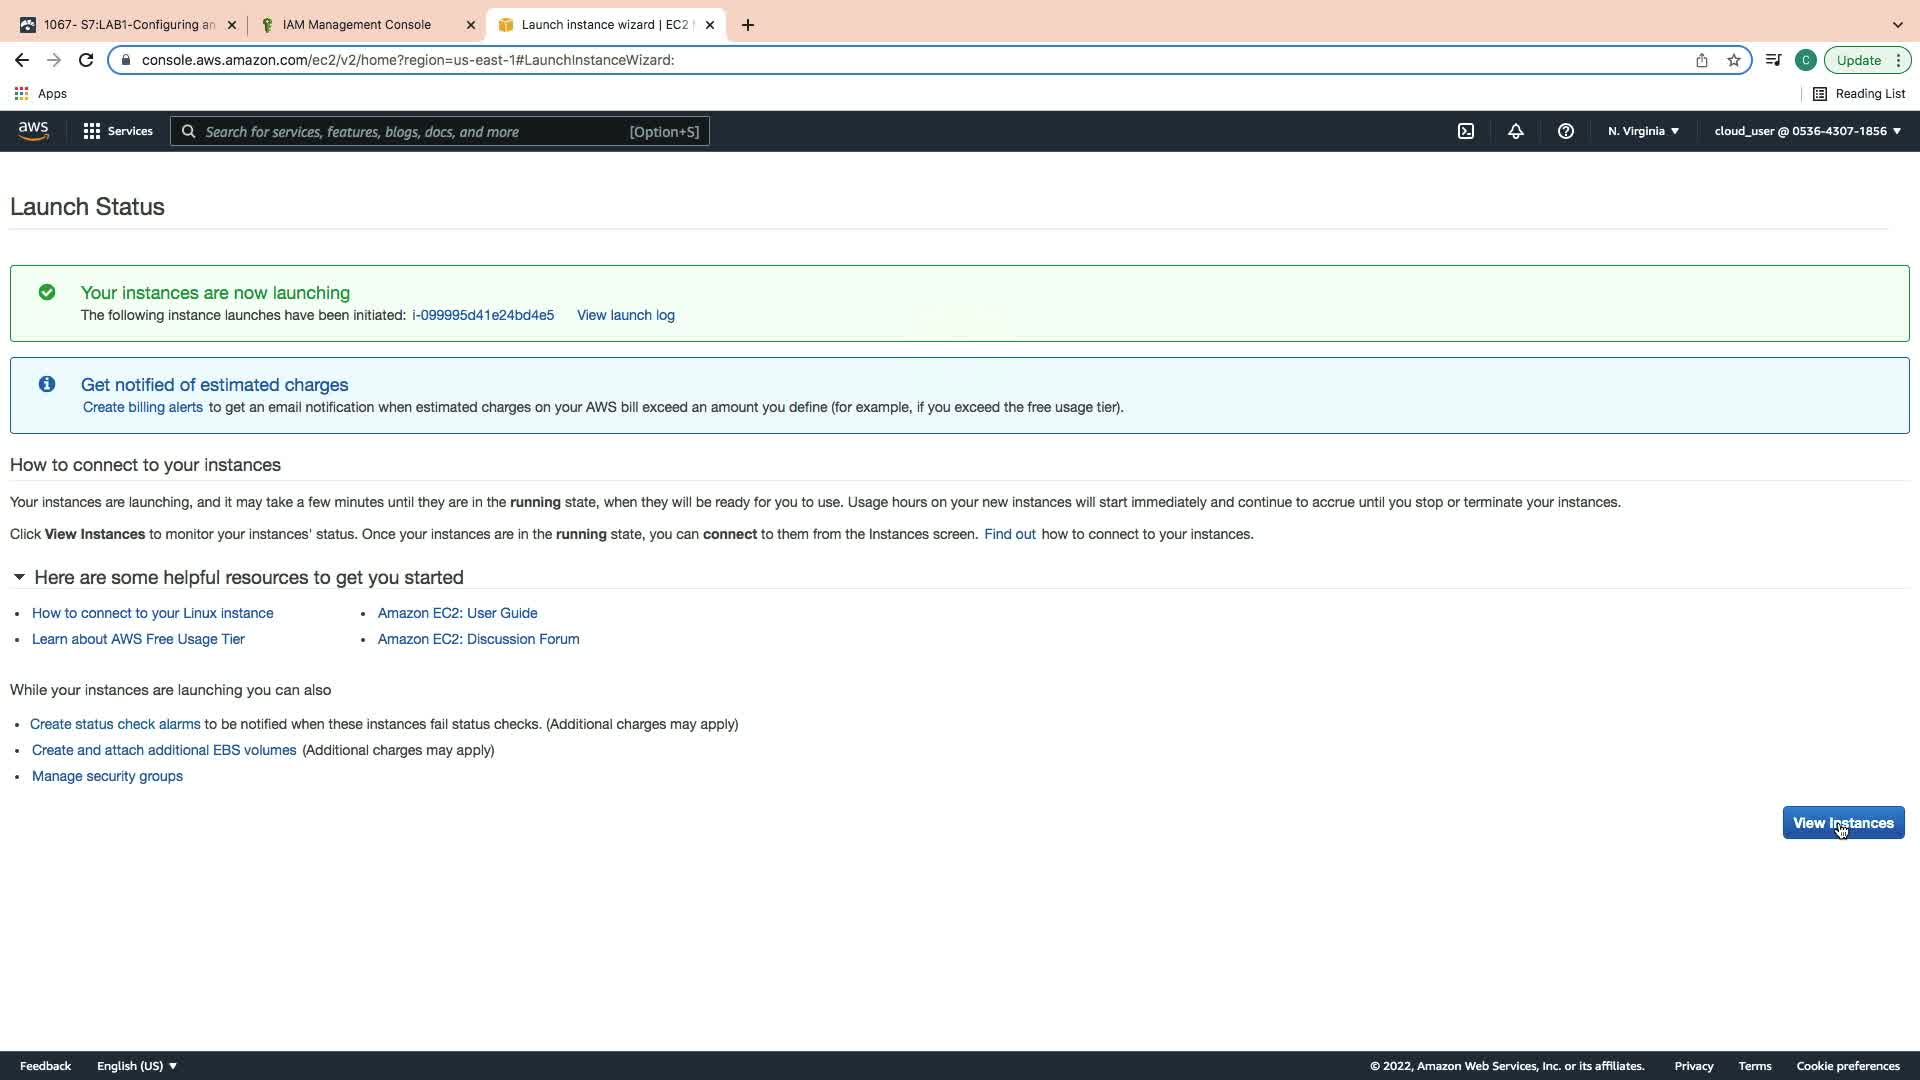 1067- S7:LAB1-Configuring an
IAM Management Console
Launch instance wizard | EC2
console.aws.amazon.com/ec2/v2/home?region=us-east-1#LaunchInstanceWizard:
C
Update
Apps
Reading List
aws
Services
Search for services, features, blogs, docs, and more
[Option+S]
N. Virginia
cloud_user @ 0536-4307-1856
Launch Status
Your instances are now launching
The following instance launches have been initiated: i-099995d41e24bd4e5 View launch log
Get notified of estimated charges
Create billing alerts to get an email notification when estimated charges on your AWS bill exceed an amount you define (for example, if you exceed the free usage tier).
How to connect to your instances
Your instances are launching, and it may take a few minutes until they are in the running state, when they will be ready for you to use. Usage hours on your new instances will start immediately and continue to accrue until you stop or terminate your instances.
Click View Instances to monitor your instances' status. Once your instances are in the running state, you can connect to them from the Instances screen. Find out how to connect to your instances.
Here are some helpful resources to get you started
• How to connect to your Linux instance
• Amazon EC2: User Guide
• Learn about AWS Free Usage Tier
• Amazon EC2: Discussion Forum
While your instances are launching you can also
• Create status check alarms to be notified when these instances fail status checks. (Additional charges may apply)
• Create and attach additional EBS volumes (Additional charges may apply)
• Manage security groups
View Instances
Feedback
English (US)
© 2022, Amazon Web Services, Inc. or its affiliates.
Privacy
Terms
Cookie preferences